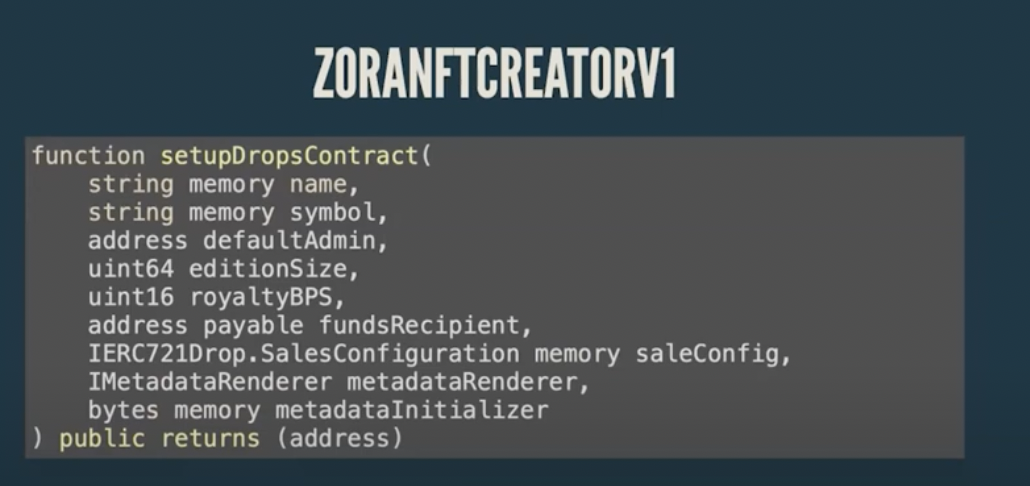 ZORANFTCREATORV1
function setupDropsContract(
    string memory name,
    string memory symbol,
    address defaultAdmin,
    uint64 editionSize,
    uint16 royaltyBPS,
    address payable fundsRecipient,
    IERC721Drop.SalesConfiguration memory saleConfig,
    IMetadataRenderer metadataRenderer,
    bytes memory metadataInitializer
) public returns (address)